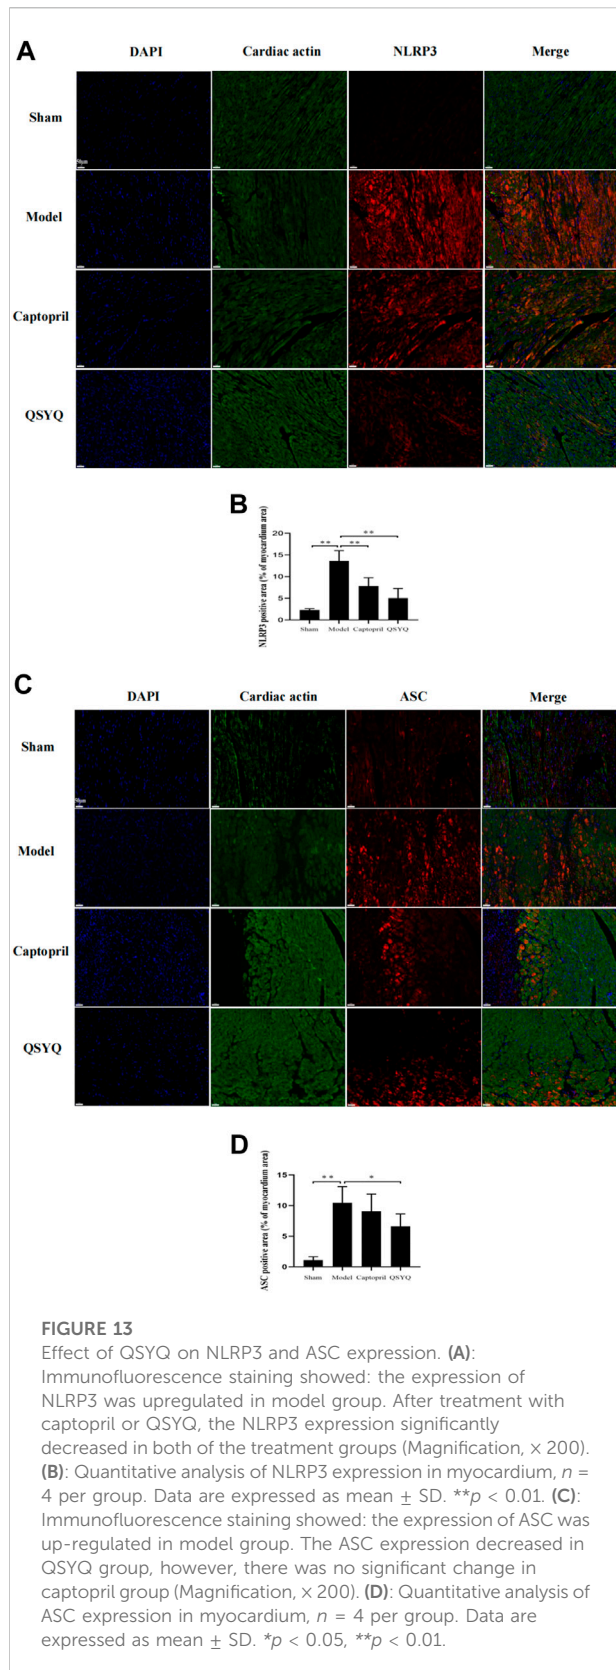 A
DAPI Cardiac actin NLRP3 Merge
Sham
50μm
Model
Captopril
QSYQ
B
NLRP3 positive area (% of myocardium area)
20
15
10
5
0
** ** **
Sham Model Captopril QSYQ
C
DAPI Cardiac actin ASC Merge
Sham
50μm
Model
Captopril
QSYQ
D
ASC positive area (% of myocardium area)
15
10
5
0
** *
Sham Model Captopril QSYQ
FIGURE 13
Effect of QSYQ on NLRP3 and ASC expression. (A):
Immunofluorescence staining showed: the expression of
NLRP3 was upregulated in model group. After treatment with
captopril or QSYQ, the NLRP3 expression significantly
decreased in both of the treatment groups (Magnification, × 200).
(B): Quantitative analysis of NLRP3 expression in myocardium, n =
4 per group. Data are expressed as mean ± SD. **p < 0.01. (C):
Immunofluorescence staining showed: the expression of ASC was
up-regulated in model group. The ASC expression decreased in
QSYQ group, however, there was no significant change in
captopril group (Magnification, × 200). (D): Quantitative analysis of
ASC expression in myocardium, n = 4 per group. Data are
expressed as mean ± SD. *p < 0.05, **p < 0.01.